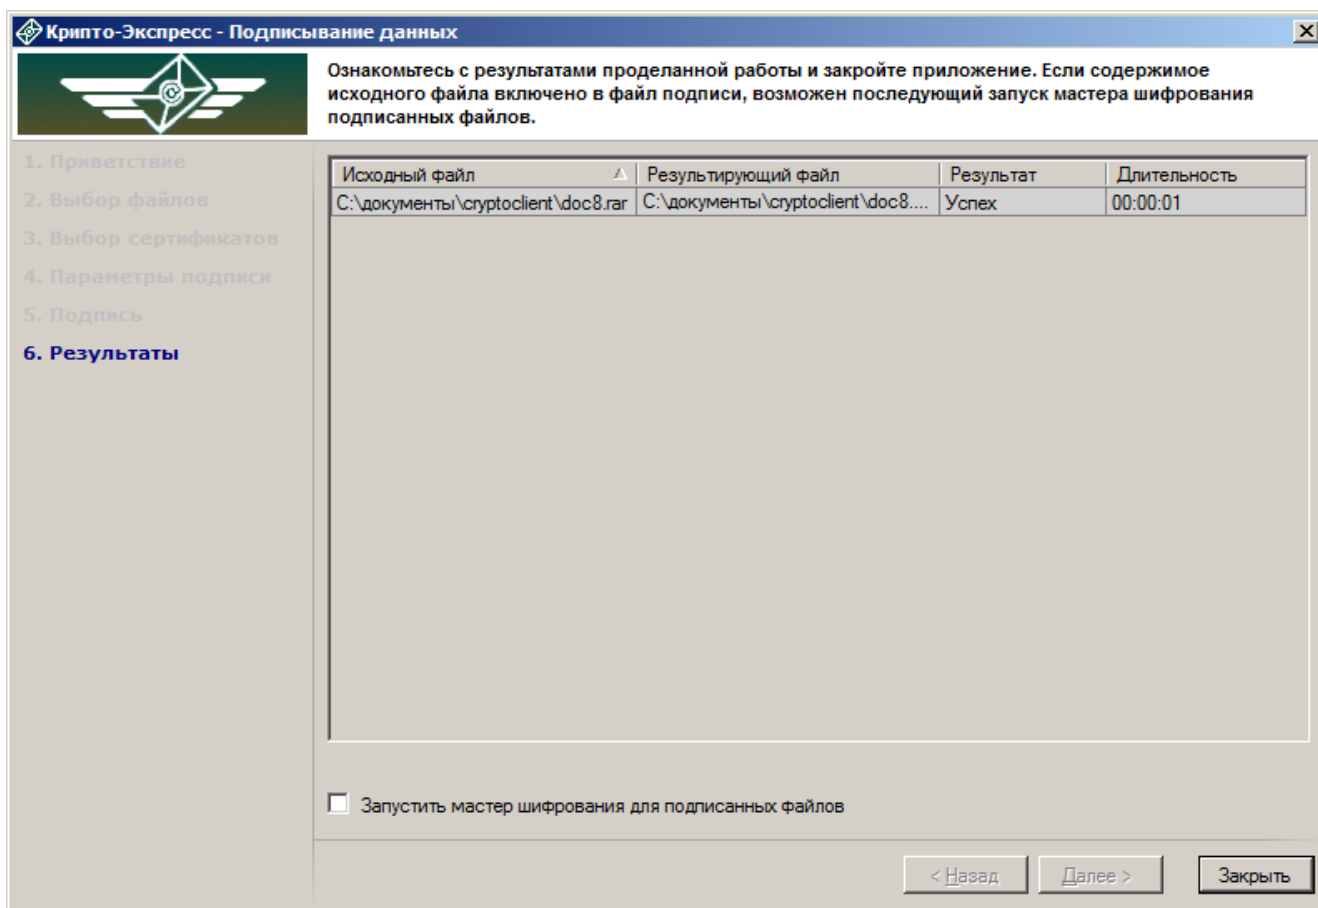 Крипто-Экспресс - Подписывание данных
Ознакомьтесь с результатами проделанной работы и закройте приложение. Если содержимое
исходного файла включено в файл подписи, возможен последующий запуск мастера шифрования
подписанных файлов.
1. Приветствие
2. Выбор файлов
3. Выбор сертификатов
4. Параметры подписи
5. Подпись
6. Результаты
Исходный файл Результирующий файл Результат Длительность
C:\документы\cryptoclient\doc8.rar C:\документы\cryptoclient\doc8.... Успех 00:00:01
Запустить мастер шифрования для подписанных файлов
< Назад Далее > Закрыть